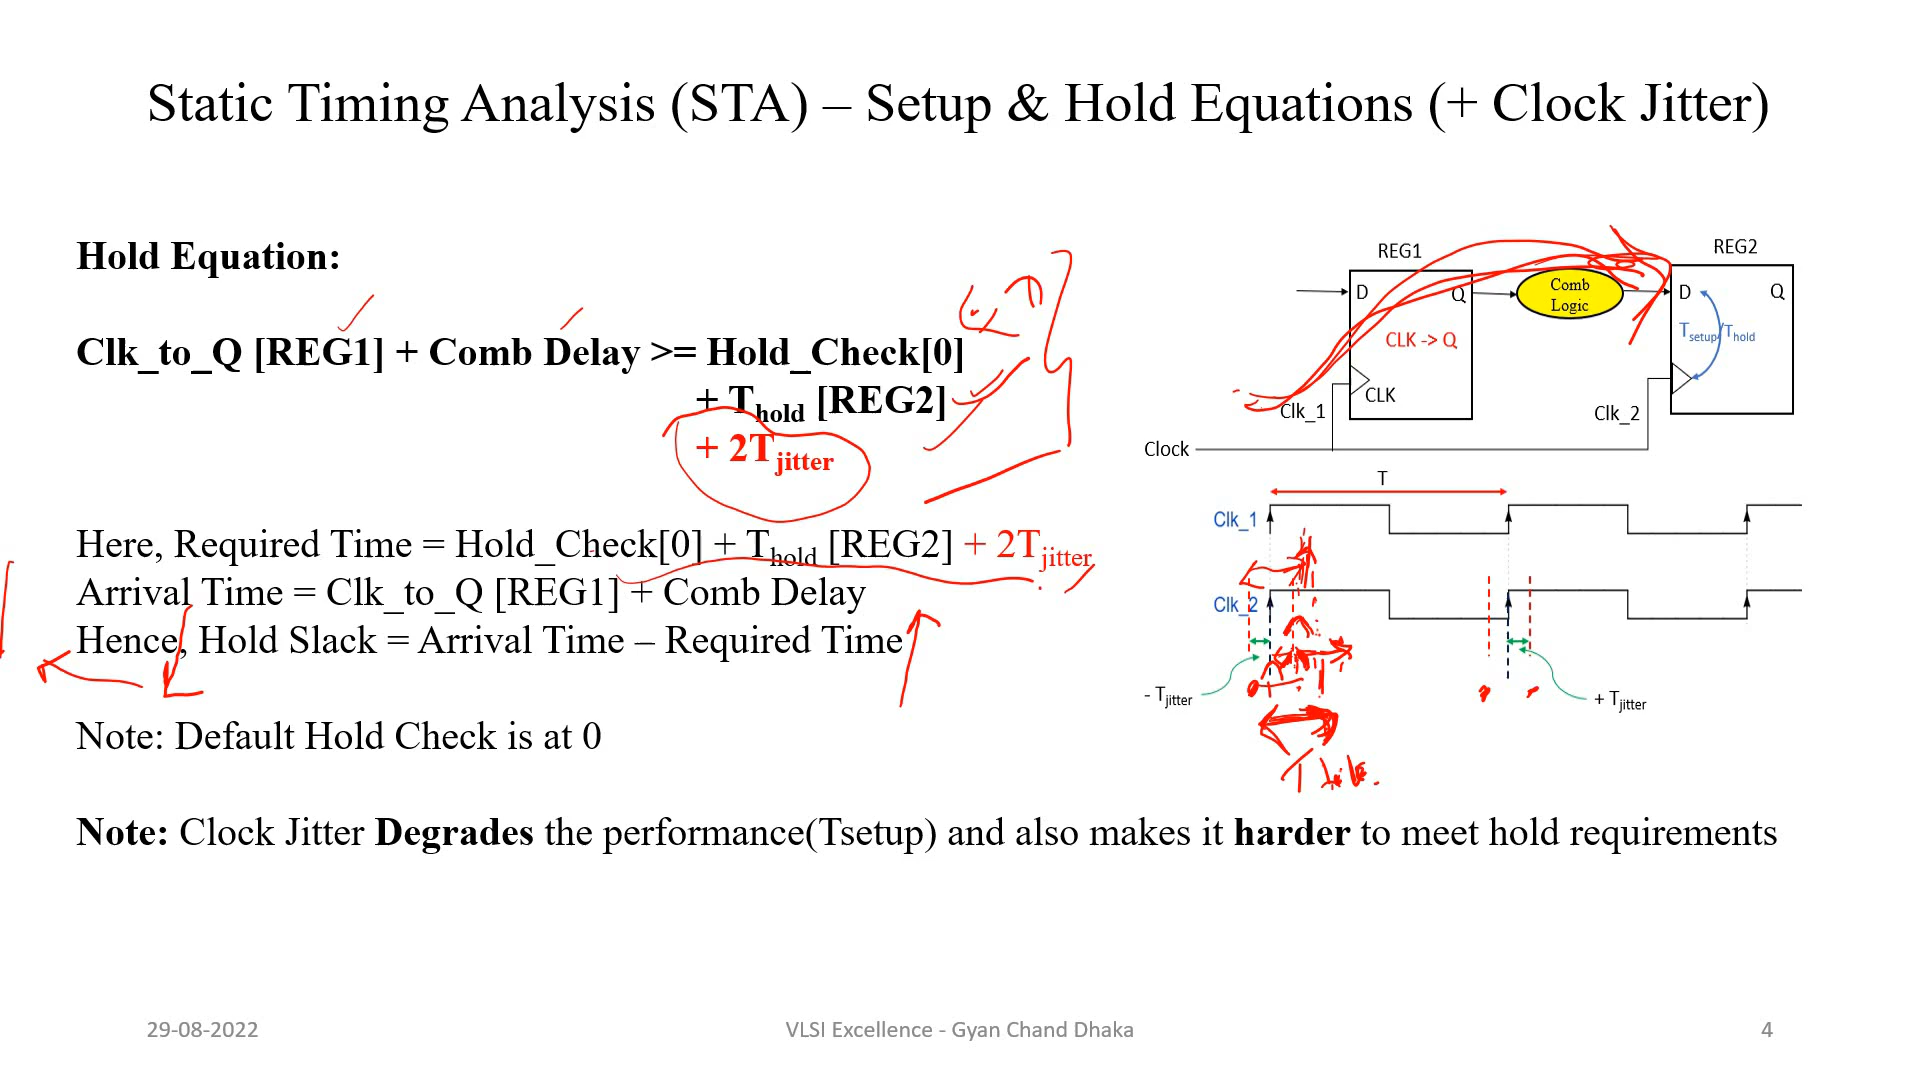 Static Timing Analysis (STA) – Setup & Hold Equations (+ Clock Jitter)
Hold Equation:
Clk_to_Q [REG1] + Comb Delay >= Hold_Check[0]
+ Thold [REG2]
+ 2Tjitter
Here, Required Time = Hold_Check[0] + Thold [REG2] + 2Tjitter
Arrival Time = Clk_to_Q [REG1] + Comb Delay
Hence, Hold Slack = Arrival Time – Required Time
Note: Default Hold Check is at 0
Note: Clock Jitter Degrades the performance(Tsetup) and also makes it harder to meet hold requirements
REG1
REG2
D
Q
Comb
Logic
D
Q
CLK -> Q
Tsetup/Thold
CLK
Clk_1
Clk_2
Clock
T
Clk_1
Clk_2
- Tjitter
+ Tjitter
29-08-2022
VLSI Excellence - Gyan Chand Dhaka
4